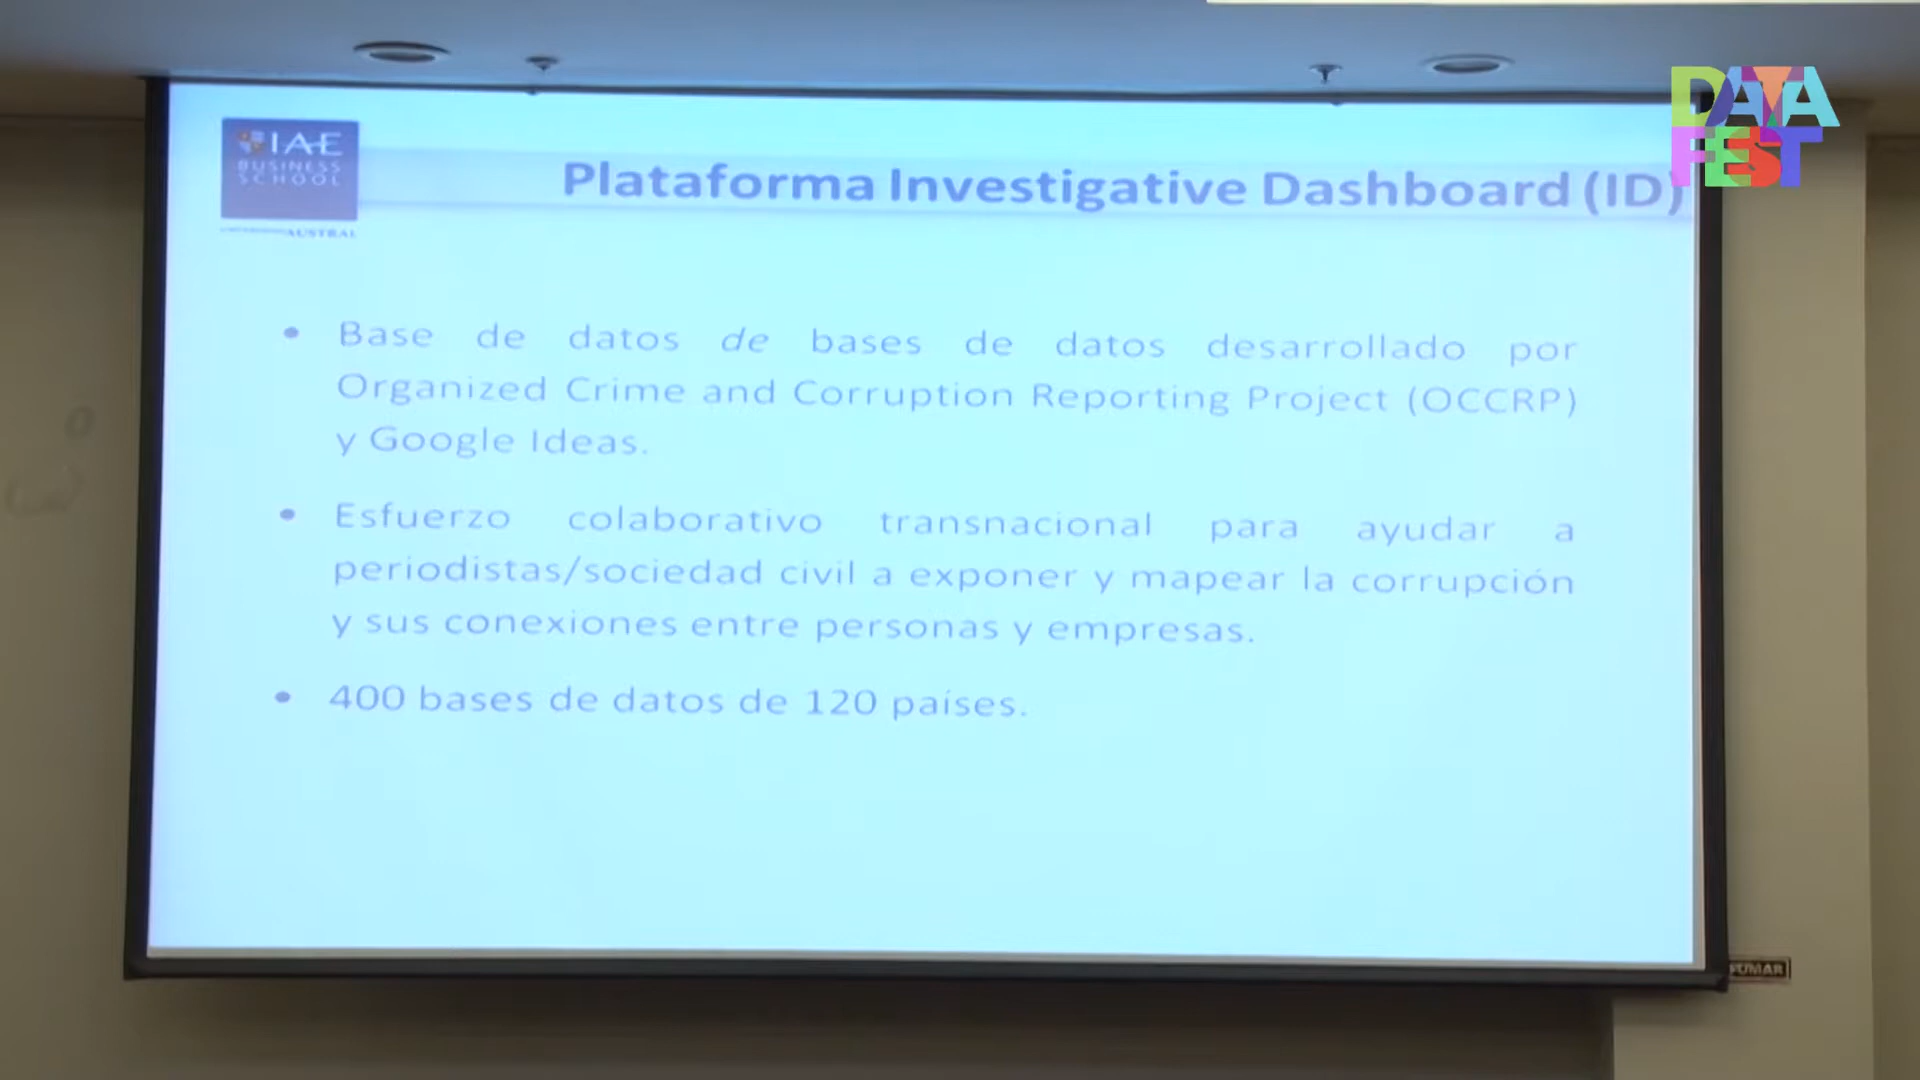 DATA
FEST
IAE
BUSINESS
SCHOOL
AUSTRAL
Plataforma Investigative Dashboard (ID)
• Base de datos de bases de datos desarrollado por
Organized Crime and Corruption Reporting Project (OCCRP)
y Google Ideas.
• Esfuerzo colaborativo transnacional para ayudar a
periodistas/sociedad civil a exponer y mapear la corrupción
y sus conexiones entre personas y empresas.
• 400 bases de datos de 120 países.
FUMAR